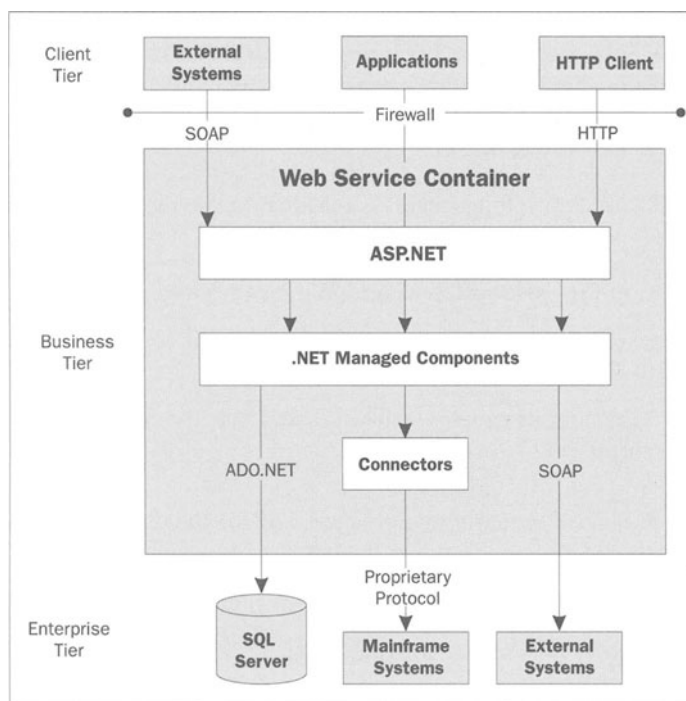 Client
Tier
External
Systems
Applications
HTTP Client
Firewall
SOAP
HTTP
Web Service Container
ASP.NET
Business
Tier
.NET Managed Components
ADO.NET
Connectors
SOAP
Proprietary
Protocol
Enterprise
Tier
SQL
Server
Mainframe
Systems
External
Systems